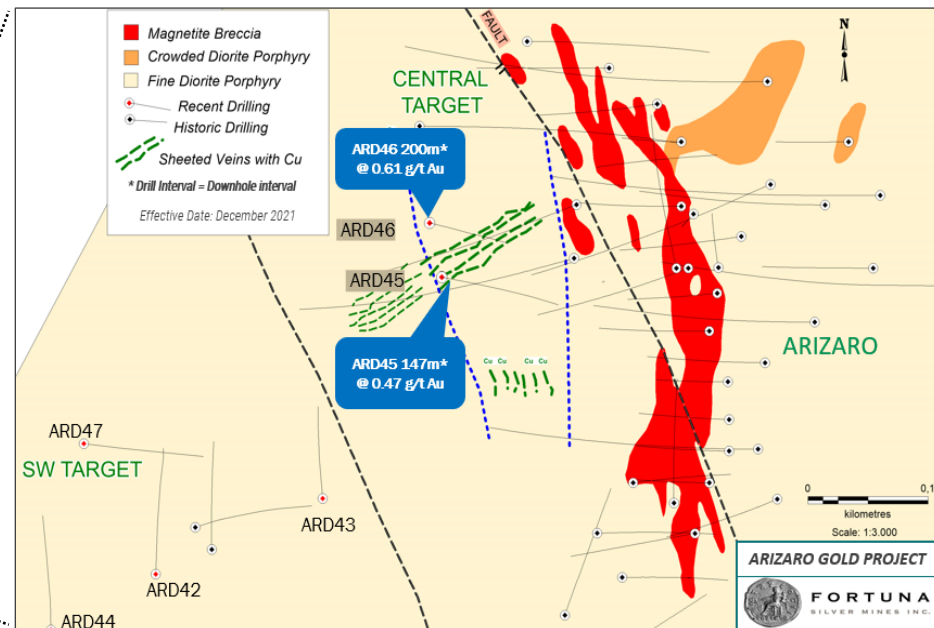 Magnetite Breccia
Crowded Diorite Porphyry
Fine Diorite Porphyry
Recent Drilling
Historic Drilling
Sheeted Veins with Cu
* Drill Interval = Downhole interval
Effective Date: December 2021
FAULT
N
CENTRAL
TARGET
ARD46 200m*
@ 0.61 g/t Au
ARD46
ARD45
ARD45 147m*
@ 0.47 g/t Au
Cu Cu Cu Cu
ARIZARO
ARD47
SW TARGET
ARD43
ARD42
ARD44
0 0,1
kilometres
Scale: 1:3.000
ARIZARO GOLD PROJECT
FORTUNA
SILVER MINES INC.